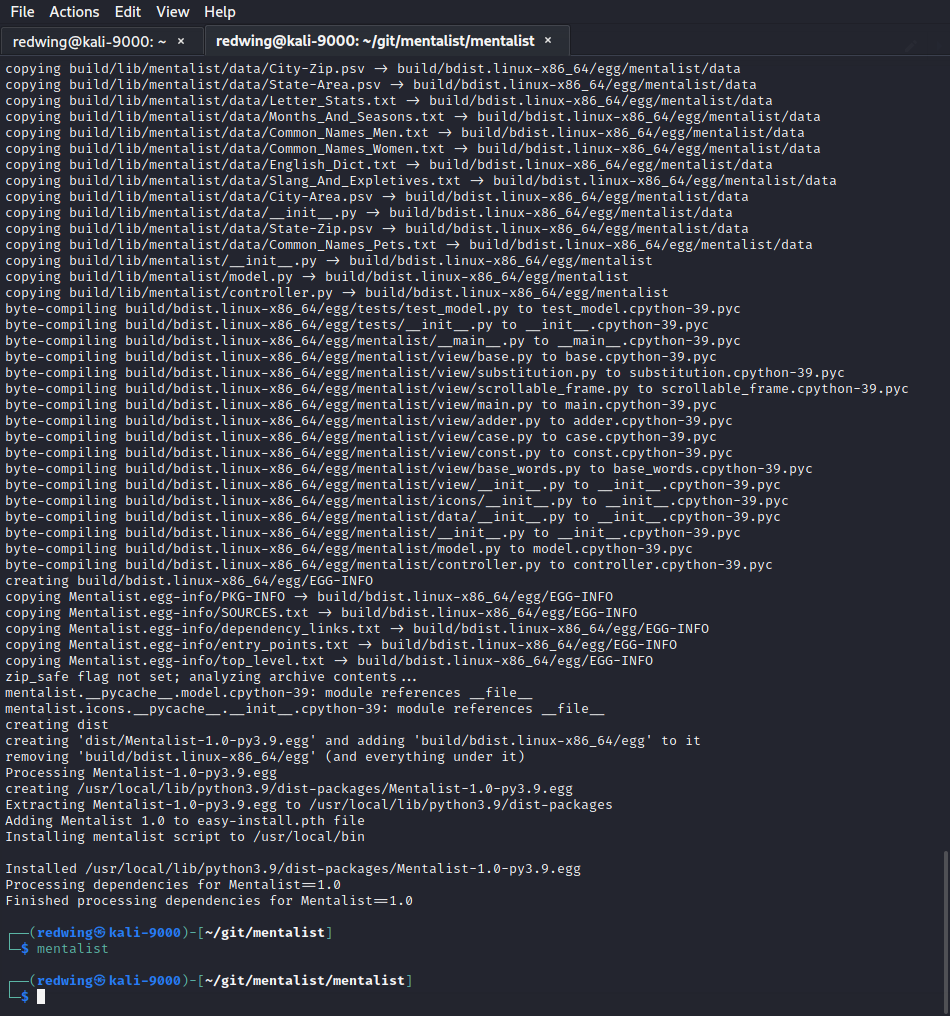 File Actions Edit View Help
redwing@kali-9000: ~ × redwing@kali-9000: ~/git/mentalist/mentalist ×
copying build/lib/mentalist/data/City-Zip.psv → build/bdist.linux-x86_64/egg/mentalist/data
copying build/lib/mentalist/data/State-Area.psv → build/bdist.linux-x86_64/egg/mentalist/data
copying build/lib/mentalist/data/Letter_Stats.txt → build/bdist.linux-x86_64/egg/mentalist/data
copying build/lib/mentalist/data/Months_And_Seasons.txt → build/bdist.linux-x86_64/egg/mentalist/data
copying build/lib/mentalist/data/Common_Names_Men.txt → build/bdist.linux-x86_64/egg/mentalist/data
copying build/lib/mentalist/data/Common_Names_Women.txt → build/bdist.linux-x86_64/egg/mentalist/data
copying build/lib/mentalist/data/English_Dict.txt → build/bdist.linux-x86_64/egg/mentalist/data
copying build/lib/mentalist/data/Slang_And_Expletives.txt → build/bdist.linux-x86_64/egg/mentalist/data
copying build/lib/mentalist/data/City-Area.psv → build/bdist.linux-x86_64/egg/mentalist/data
copying build/lib/mentalist/data/__init__.py → build/bdist.linux-x86_64/egg/mentalist/data
copying build/lib/mentalist/data/State-Zip.psv → build/bdist.linux-x86_64/egg/mentalist/data
copying build/lib/mentalist/data/Common_Names_Pets.txt → build/bdist.linux-x86_64/egg/mentalist/data
copying build/lib/mentalist/__init__.py → build/bdist.linux-x86_64/egg/mentalist
copying build/lib/mentalist/model.py → build/bdist.linux-x86_64/egg/mentalist
copying build/lib/mentalist/controller.py → build/bdist.linux-x86_64/egg/mentalist
byte-compiling build/bdist.linux-x86_64/egg/tests/test_model.py to test_model.cpython-39.pyc
byte-compiling build/bdist.linux-x86_64/egg/tests/__init__.py to __init__.cpython-39.pyc
byte-compiling build/bdist.linux-x86_64/egg/mentalist/__main__.py to __main__.cpython-39.pyc
byte-compiling build/bdist.linux-x86_64/egg/mentalist/view/base.py to base.cpython-39.pyc
byte-compiling build/bdist.linux-x86_64/egg/mentalist/view/substitution.py to substitution.cpython-39.pyc
byte-compiling build/bdist.linux-x86_64/egg/mentalist/view/scrollable_frame.py to scrollable_frame.cpython-39.pyc
byte-compiling build/bdist.linux-x86_64/egg/mentalist/view/main.py to main.cpython-39.pyc
byte-compiling build/bdist.linux-x86_64/egg/mentalist/view/adder.py to adder.cpython-39.pyc
byte-compiling build/bdist.linux-x86_64/egg/mentalist/view/case.py to case.cpython-39.pyc
byte-compiling build/bdist.linux-x86_64/egg/mentalist/view/const.py to const.cpython-39.pyc
byte-compiling build/bdist.linux-x86_64/egg/mentalist/view/base_words.py to base_words.cpython-39.pyc
byte-compiling build/bdist.linux-x86_64/egg/mentalist/view/__init__.py to __init__.cpython-39.pyc
byte-compiling build/bdist.linux-x86_64/egg/mentalist/icons/__init__.py to __init__.cpython-39.pyc
byte-compiling build/bdist.linux-x86_64/egg/mentalist/data/__init__.py to __init__.cpython-39.pyc
byte-compiling build/bdist.linux-x86_64/egg/mentalist/__init__.py to __init__.cpython-39.pyc
byte-compiling build/bdist.linux-x86_64/egg/mentalist/model.py to model.cpython-39.pyc
byte-compiling build/bdist.linux-x86_64/egg/mentalist/controller.py to controller.cpython-39.pyc
creating build/bdist.linux-x86_64/egg/EGG-INFO
copying Mentalist.egg-info/PKG-INFO → build/bdist.linux-x86_64/egg/EGG-INFO
copying Mentalist.egg-info/SOURCES.txt → build/bdist.linux-x86_64/egg/EGG-INFO
copying Mentalist.egg-info/dependency_links.txt → build/bdist.linux-x86_64/egg/EGG-INFO
copying Mentalist.egg-info/entry_points.txt → build/bdist.linux-x86_64/egg/EGG-INFO
copying Mentalist.egg-info/top_level.txt → build/bdist.linux-x86_64/egg/EGG-INFO
zip_safe flag not set; analyzing archive contents...
mentalist.__pycache__.model.cpython-39: module references __file__
mentalist.icons.__pycache__.__init__.cpython-39: module references __file__
creating dist
creating 'dist/Mentalist-1.0-py3.9.egg' and adding 'build/bdist.linux-x86_64/egg' to it
removing 'build/bdist.linux-x86_64/egg' (and everything under it)
Processing Mentalist-1.0-py3.9.egg
creating /usr/local/lib/python3.9/dist-packages/Mentalist-1.0-py3.9.egg
Extracting Mentalist-1.0-py3.9.egg to /usr/local/lib/python3.9/dist-packages
Adding Mentalist 1.0 to easy-install.pth file
Installing mentalist script to /usr/local/bin
Installed /usr/local/lib/python3.9/dist-packages/Mentalist-1.0-py3.9.egg
Processing dependencies for Mentalist==1.0
Finished processing dependencies for Mentalist==1.0
┌──(redwing㉿kali-9000)-[~/git/mentalist]
└─$ mentalist
┌──(redwing㉿kali-9000)-[~/git/mentalist/mentalist]
└─$